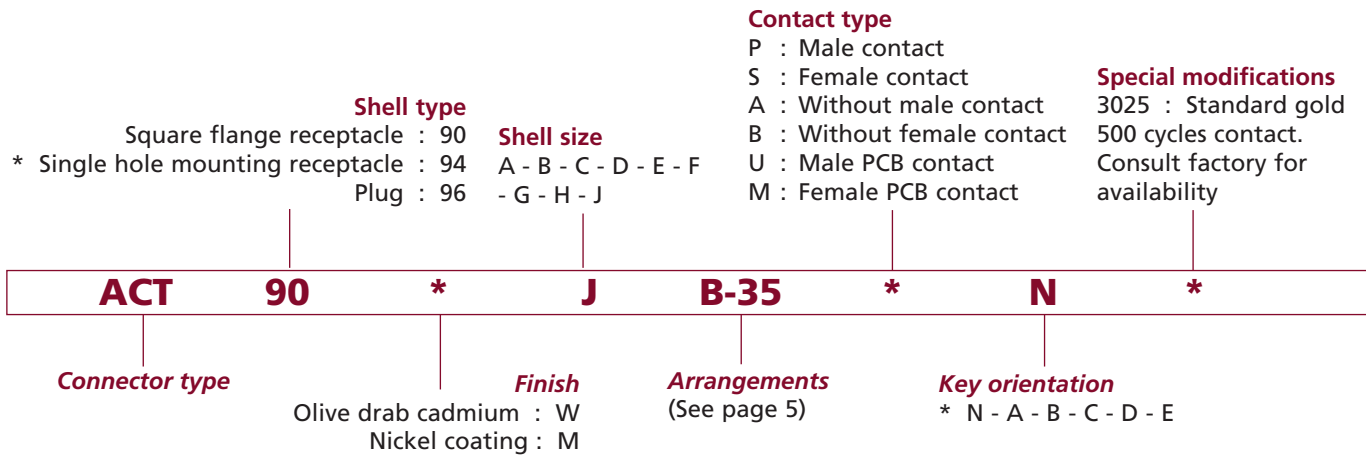 Contact type
P : Male contact
S : Female contact
A : Without male contact
B : Without female contact
U : Male PCB contact
M : Female PCB contact
Special modifications
3025 : Standard gold
500 cycles contact.
Consult factory for
availability
Shell type
Square flange receptacle : 90
* Single hole mounting receptacle : 94
Plug : 96
Shell size
A - B - C - D - E - F
- G - H - J
ACT 90 * J B-35 * N *
Connector type
Finish
Olive drab cadmium : W
Nickel coating : M
Arrangements
(See page 5)
Key orientation
* N - A - B - C - D - E